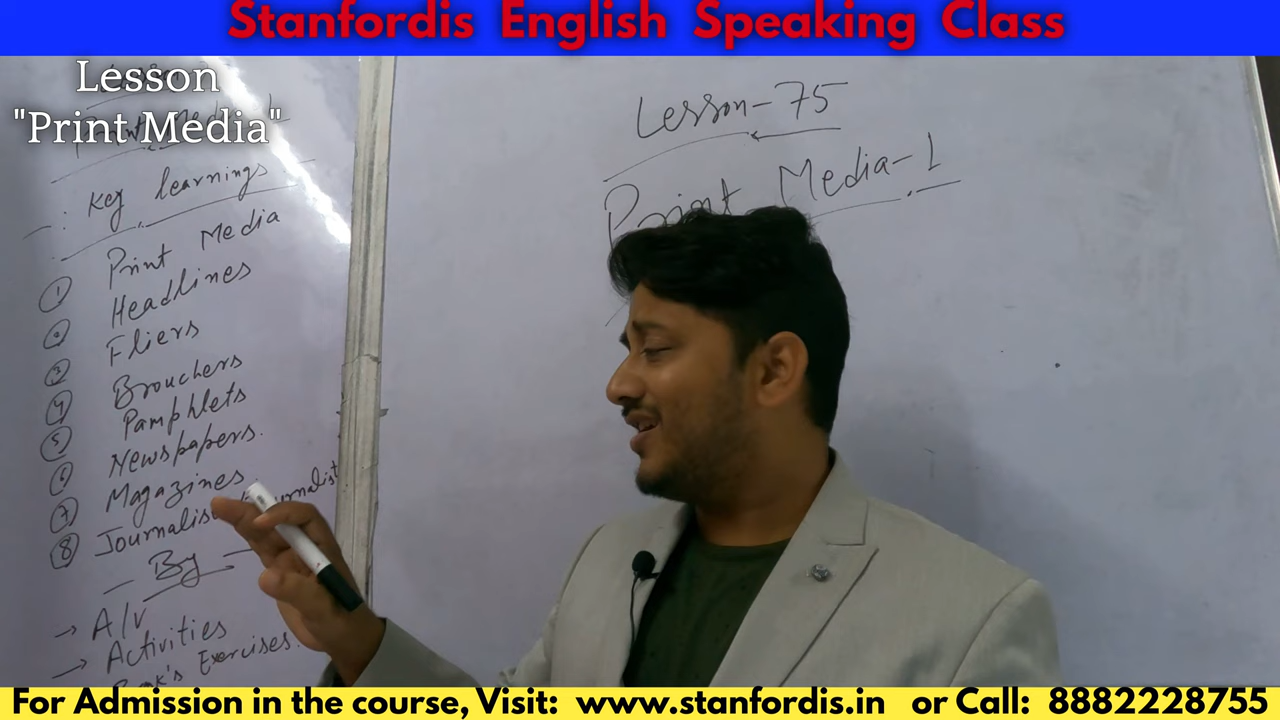 Stanfordis English Speaking Class
Lesson
"Print Media"
Key learnings
① Print Media
② Headlines
③ Fliers
④ Brouchers
⑤ Pamphlets
⑥ Newspapers.
⑦ Magazines
⑧ Journalis
By
→ A/V
→ Activities
Exercises.
Lesson-75
Print Media-1
For Admission in the course, Visit: www.stanfordis.in or Call: 8882228755